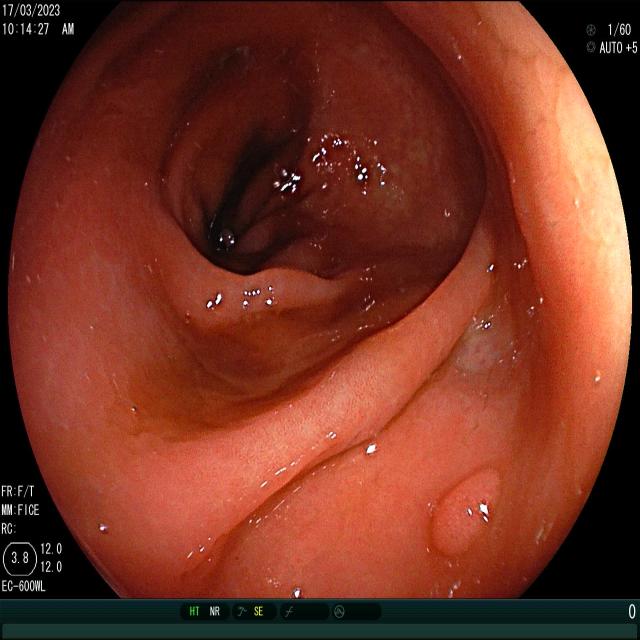 17/03/2023
10:14:27 AM
1/60
AUTO +5
FR:F/T
MM:FICE
RC:
3.8
12.0
12.0
EC-600WL
HT NR SE
0